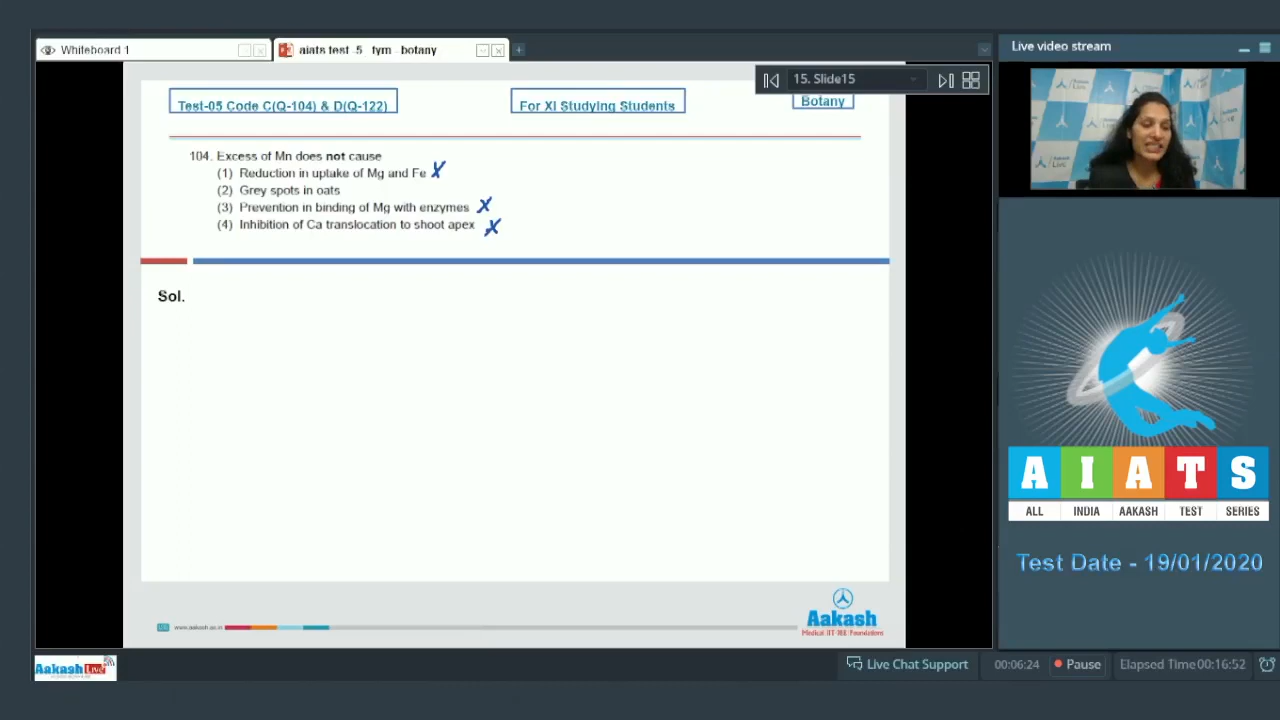 Whiteboard 1
aiats test -5 _ tym - botany
Live video stream
15. Slide15
Test-05 Code C(Q-104) & D(Q-122)
For XI Studying Students
Botany
104. Excess of Mn does not cause
(1) Reduction in uptake of Mg and Fe X
(2) Grey spots in oats
(3) Prevention in binding of Mg with enzymes X
(4) Inhibition of Ca translocation to shoot apex X
Sol.
A I A T S
ALL INDIA AAKASH TEST SERIES
Test Date - 19/01/2020
Aakash
Medical|IIT-JEE|Foundations
www.aakash.ac.in
Aakash Live
Live Chat Support
00:06:24
Pause
Elapsed Time 00:16:52